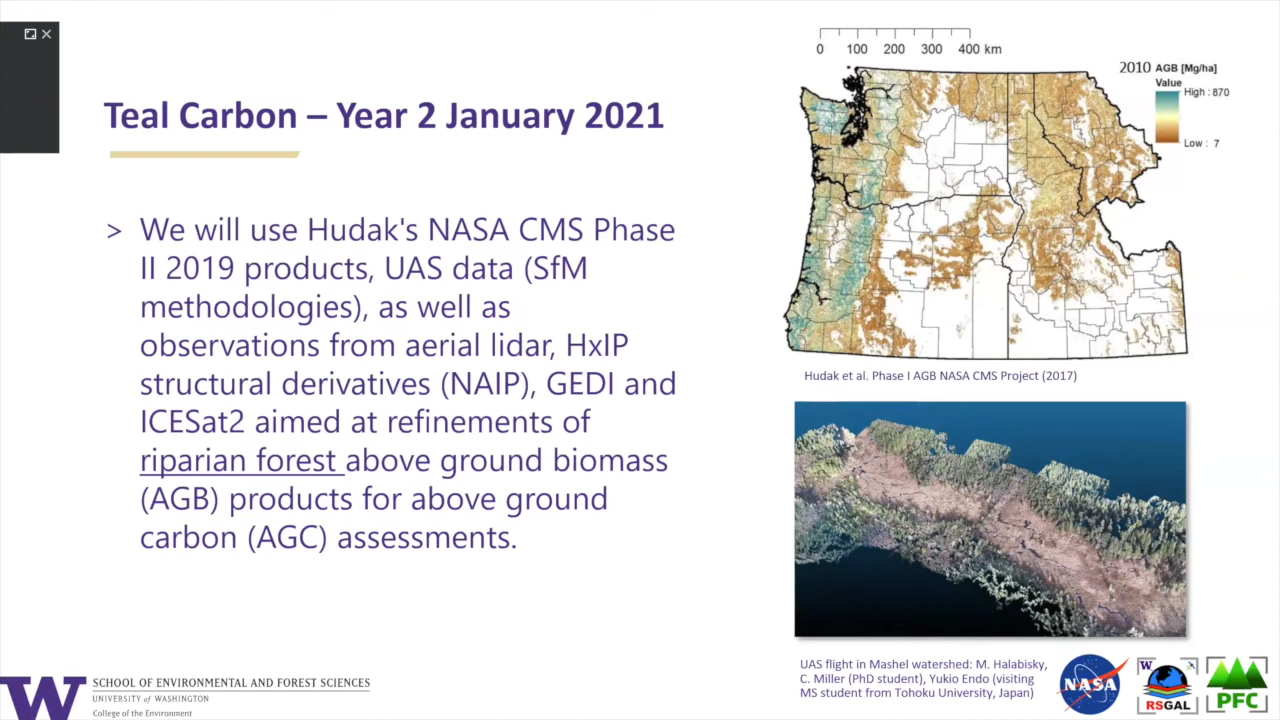 Teal Carbon – Year 2 January 2021
> We will use Hudak's NASA CMS Phase
II 2019 products, UAS data (SfM
methodologies), as well as
observations from aerial lidar, HxIP
structural derivatives (NAIP), GEDI and
ICESat2 aimed at refinements of
riparian forest above ground biomass
(AGB) products for above ground
carbon (AGC) assessments.
0 100 200 300 400 km
2010 AGB [Mg/ha]
Value
High : 870
Low : 7
Hudak et al. Phase I AGB NASA CMS Project (2017)
UAS flight in Mashel watershed: M. Halabisky,
C. Miller (PhD student), Yukio Endo (visiting
MS student from Tohoku University, Japan)
W
SCHOOL OF ENVIRONMENTAL AND FOREST SCIENCES
UNIVERSITY of WASHINGTON
College of the Environment
NASA
W
RSGAL
PFC